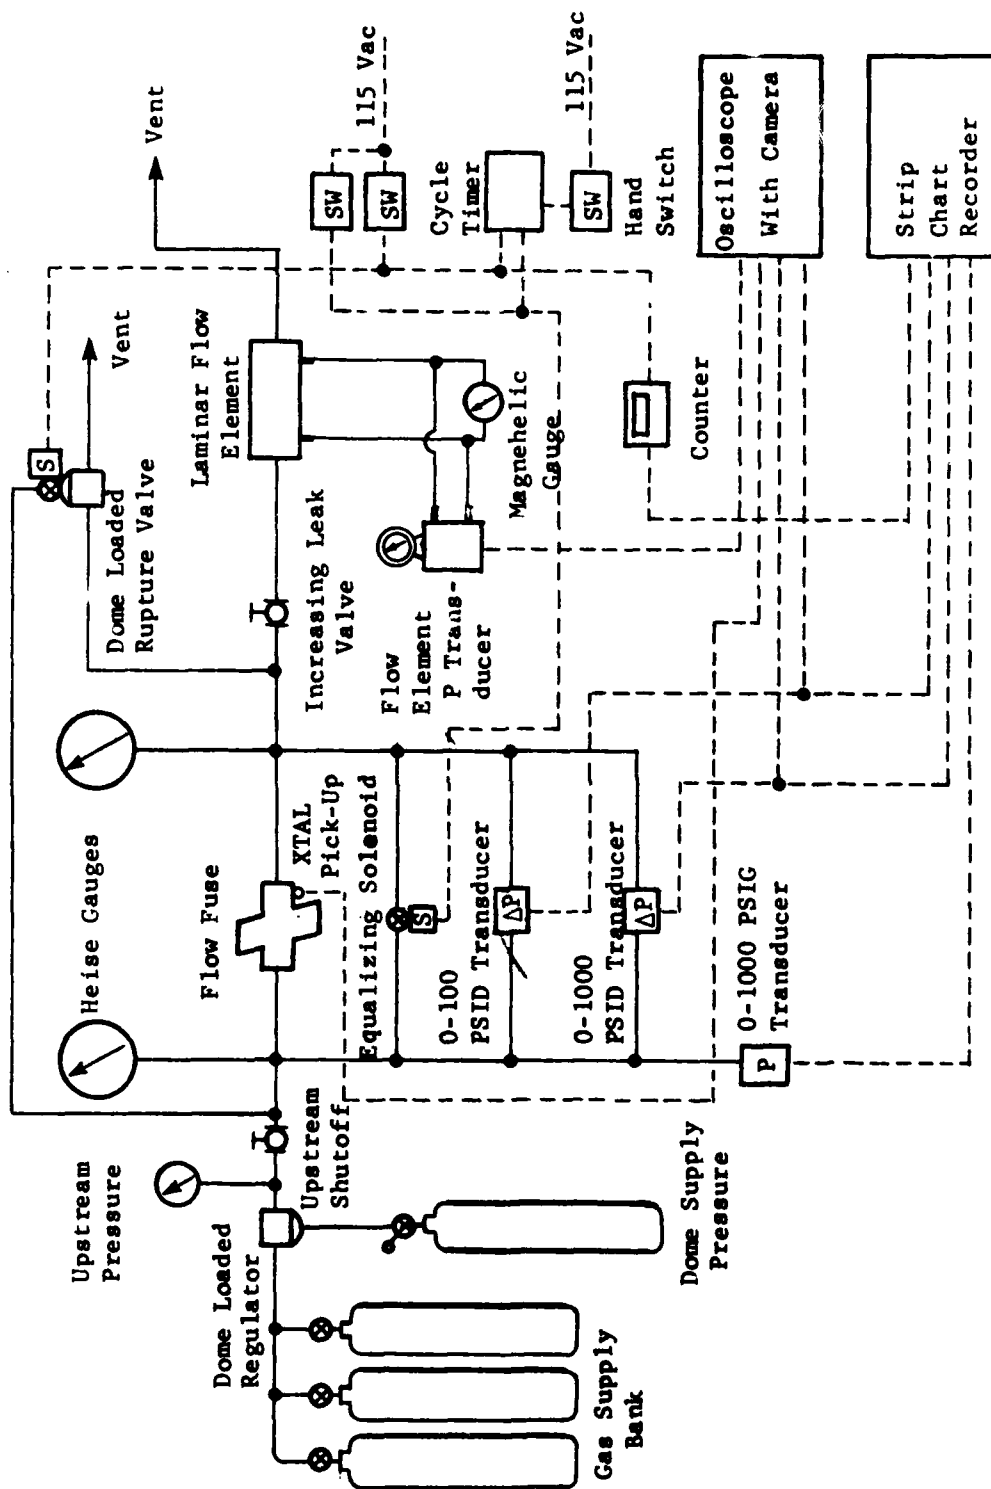 Upstream
Pressure
Heise Gauges
Dome Loaded
Rupture Valve
S
Vent
Vent
Dome Loaded
Regulator
Upstream
Shutoff
Flow Fuse
XTAL
Pick-Up
Increasing Leak
Valve
Laminar Flow
Element
SW
SW
115 Vac
Cycle
Timer
SW
Hand
Switch
115 Vac
Equalizing Solenoid
S
Flow
Element
P Trans-
ducer
Magnehelic
Gauge
0-100
PSID Transducer
ΔP
0-1000
PSID Transducer
ΔP
0-1000 PSIG
Transducer
P
Counter
Oscilloscope
With Camera
Strip
Chart
Recorder
Gas Supply
Bank
Dome Supply
Pressure